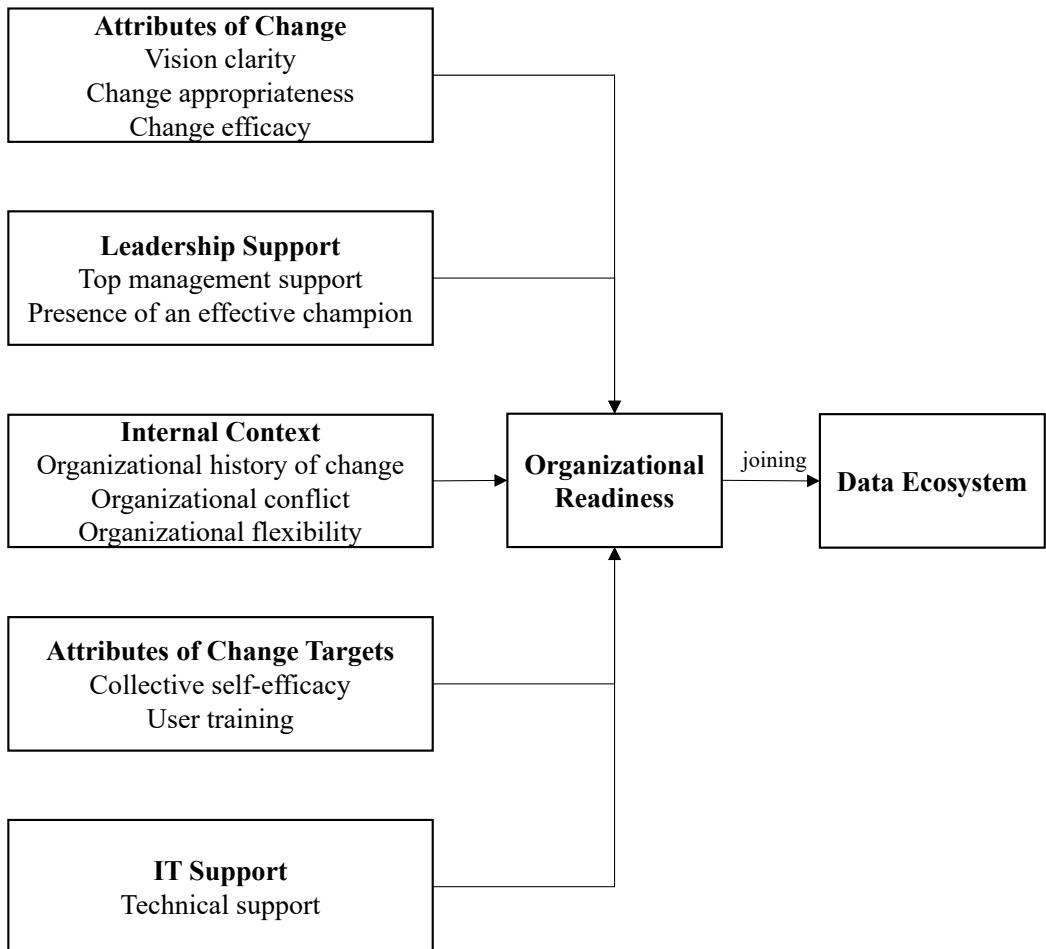 Attributes of Change
Vision clarity
Change appropriateness
Change efficacy
Leadership Support
Top management support
Presence of an effective champion
Internal Context
Organizational history of change
Organizational conflict
Organizational flexibility
Organizational
Readiness
joining
Data Ecosystem
Attributes of Change Targets
Collective self-efficacy
User training
IT Support
Technical support